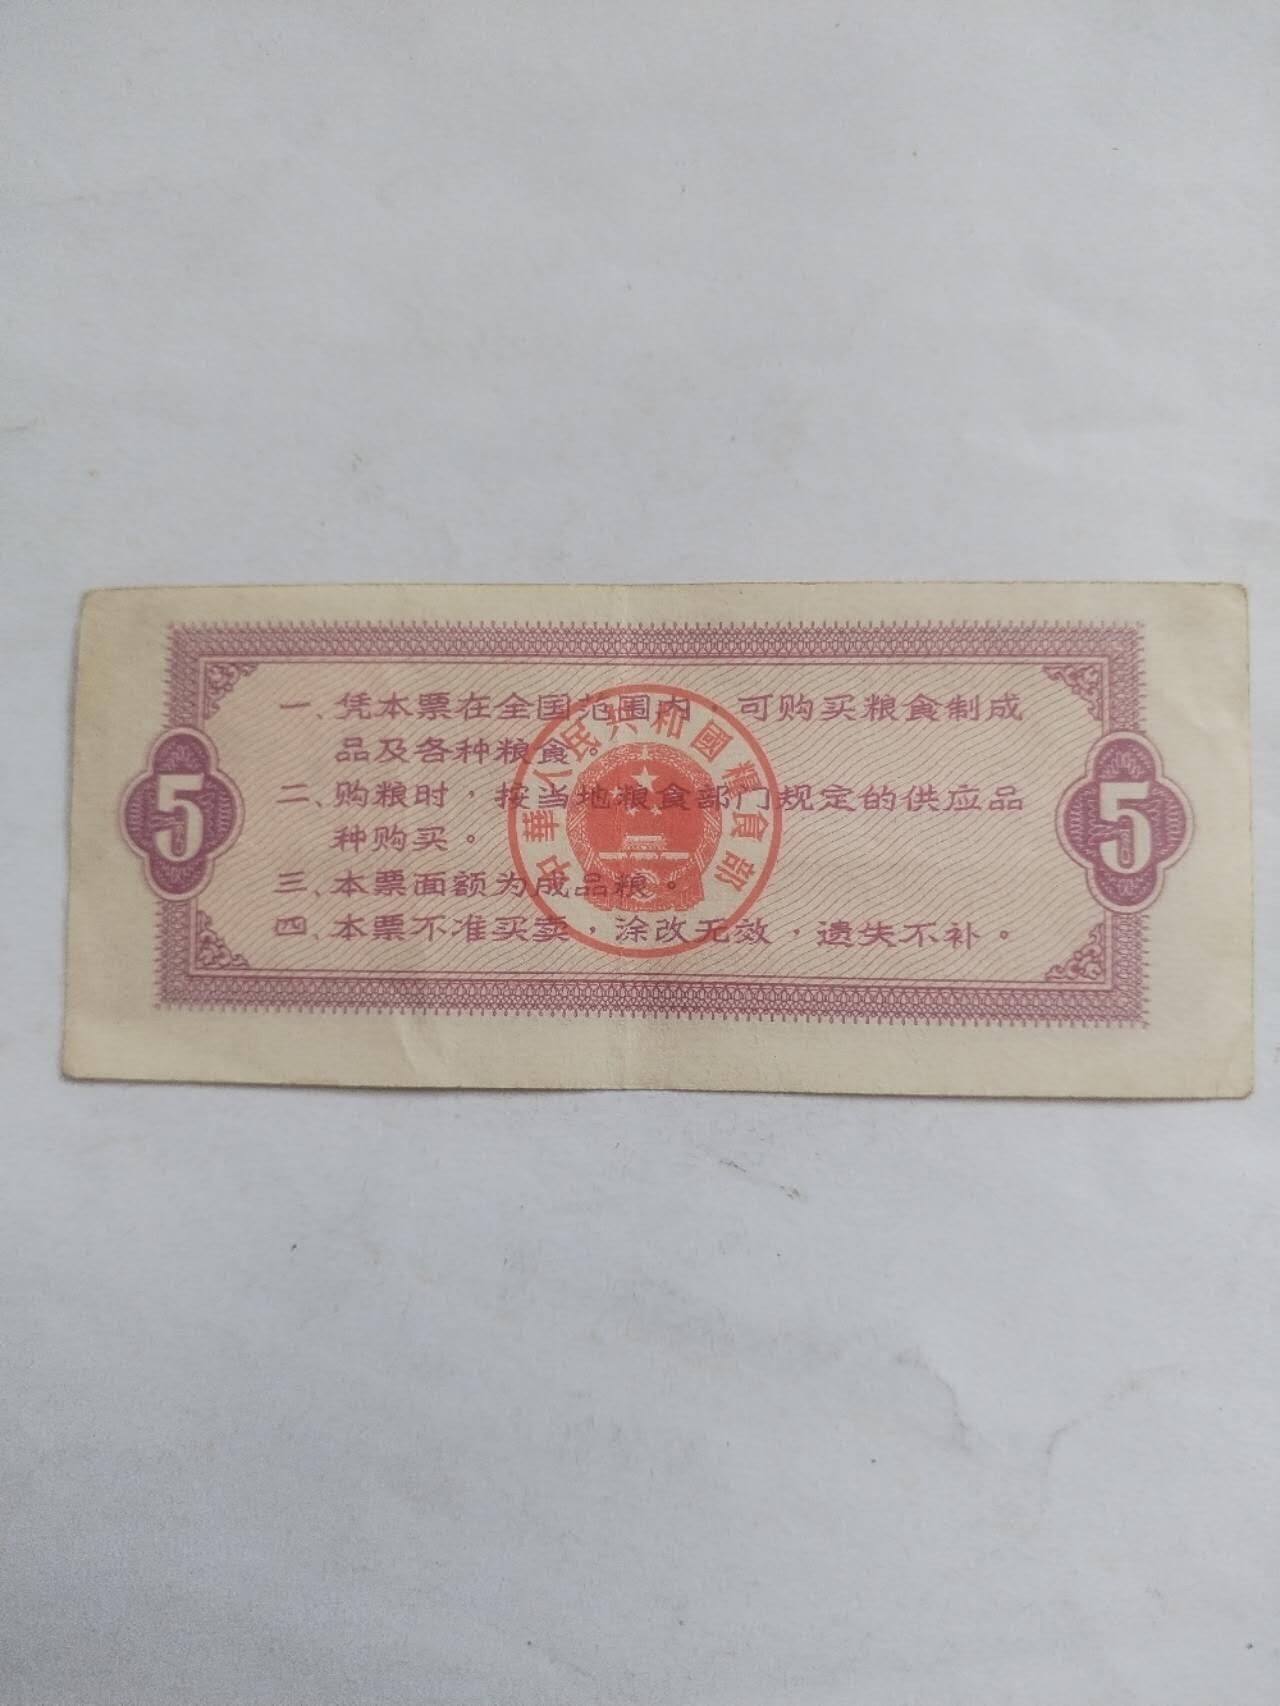 一、凭本票在全国范围内，可购买粮食制成
品及各种粮食。
二、购粮时，按当地粮食部门规定的供应品
种购买。
三、本票面额为成品粮。
四、本票不准买卖，涂改无效，遗失不补。
5
5
中華人民共和國糧食部